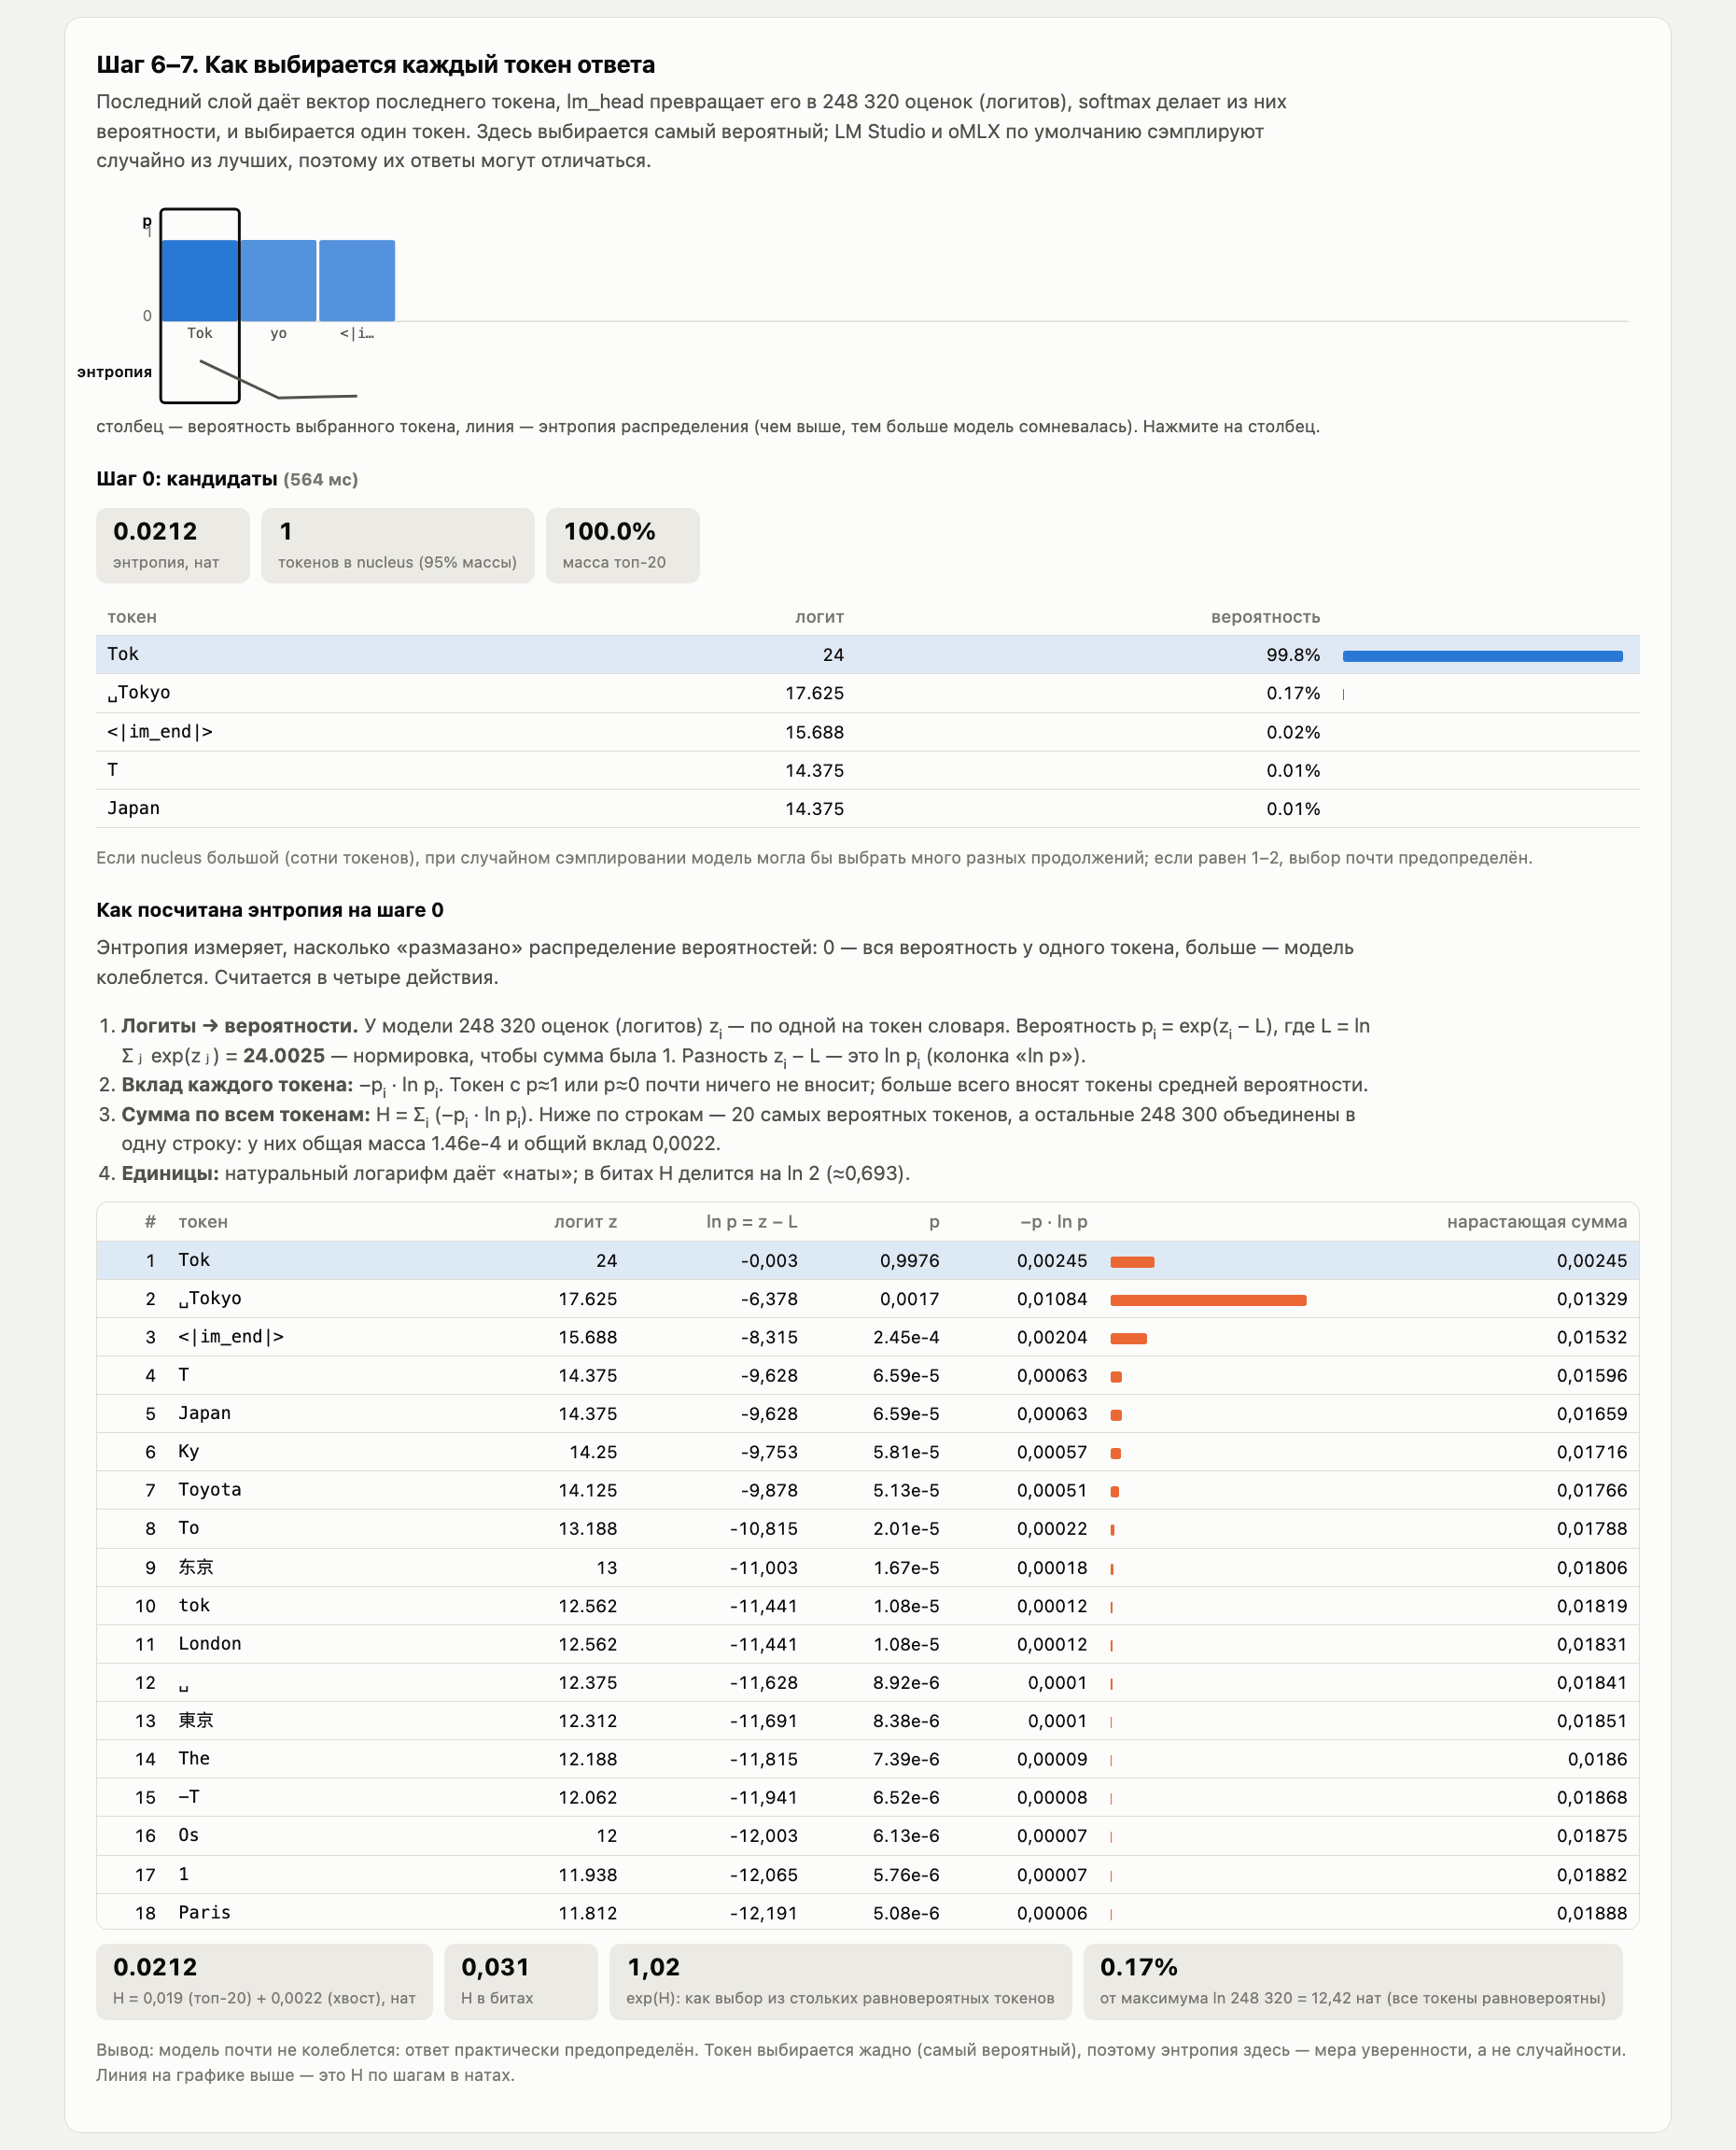 Шаг 6–7. Как выбирается каждый токен ответа
Последний слой даёт вектор последнего токена, lm_head превращает его в 248 320 оценок (логитов), softmax делает из них
вероятности, и выбирается один токен. Здесь выбирается самый вероятный; LM Studio и oMLX по умолчанию сэмплируют
случайно из лучших, поэтому их ответы могут отличаться.
p
1
0
Tok yo <|i…
энтропия
столбец — вероятность выбранного токена, линия — энтропия распределения (чем выше, тем больше модель сомневалась). Нажмите на столбец.
Шаг 0: кандидаты (564 мс)
0.0212 1 100.0%
энтропия, нат токенов в nucleus (95% массы) масса топ-20
токен логит вероятность
Tok 24 99.8%
␣Tokyo 17.625 0.17%
<|im_end|> 15.688 0.02%
T 14.375 0.01%
Japan 14.375 0.01%
Если nucleus большой (сотни токенов), при случайном сэмплировании модель могла бы выбрать много разных продолжений; если равен 1–2, выбор почти предопределён.
Как посчитана энтропия на шаге 0
Энтропия измеряет, насколько «размазано» распределение вероятностей: 0 — вся вероятность у одного токена, больше — модель
колеблется. Считается в четыре действия.
1. Логиты → вероятности. У модели 248 320 оценок (логитов) zᵢ — по одной на токен словаря. Вероятность pᵢ = exp(zᵢ − L), где L = ln
Σ ⱼ exp(z ⱼ) = 24.0025 — нормировка, чтобы сумма была 1. Разность zᵢ − L — это ln pᵢ (колонка «ln p»).
2. Вклад каждого токена: −pᵢ · ln pᵢ. Токен с p≈1 или p≈0 почти ничего не вносит; больше всего вносят токены средней вероятности.
3. Сумма по всем токенам: H = Σᵢ (−pᵢ · ln pᵢ). Ниже по строкам — 20 самых вероятных токенов, а остальные 248 300 объединены в
одну строку: у них общая масса 1.46e-4 и общий вклад 0,0022.
4. Единицы: натуральный логарифм даёт «наты»; в битах H делится на ln 2 (≈0,693).
# токен логит z ln p = z − L p −p · ln p нарастающая сумма
1 Tok 24 -0,003 0,9976 0,00245 0,00245
2 ␣Tokyo 17.625 -6,378 0,0017 0,01084 0,01329
3 <|im_end|> 15.688 -8,315 2.45e-4 0,00204 0,01532
4 T 14.375 -9,628 6.59e-5 0,00063 0,01596
5 Japan 14.375 -9,628 6.59e-5 0,00063 0,01659
6 Ky 14.25 -9,753 5.81e-5 0,00057 0,01716
7 Toyota 14.125 -9,878 5.13e-5 0,00051 0,01766
8 To 13.188 -10,815 2.01e-5 0,00022 0,01788
9 东京 13 -11,003 1.67e-5 0,00018 0,01806
10 tok 12.562 -11,441 1.08e-5 0,00012 0,01819
11 London 12.562 -11,441 1.08e-5 0,00012 0,01831
12 ␣ 12.375 -11,628 8.92e-6 0,0001 0,01841
13 東京 12.312 -11,691 8.38e-6 0,0001 0,01851
14 The 12.188 -11,815 7.39e-6 0,00009 0,0186
15 −T 12.062 -11,941 6.52e-6 0,00008 0,01868
16 Os 12 -12,003 6.13e-6 0,00007 0,01875
17 1 11.938 -12,065 5.76e-6 0,00007 0,01882
18 Paris 11.812 -12,191 5.08e-6 0,00006 0,01888
0.0212 0,031 1,02 0.17%
H = 0,019 (топ-20) + 0,0022 (хвост), нат H в битах exp(H): как выбор из стольких равновероятных токенов от максимума ln 248 320 = 12,42 нат (все токены равновероятны)
Вывод: модель почти не колеблется: ответ практически предопределён. Токен выбирается жадно (самый вероятный), поэтому энтропия здесь — мера уверенности, а не случайности.
Линия на графике выше — это H по шагам в натах.